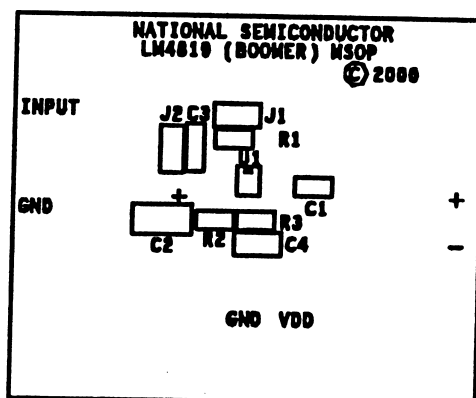 NATIONAL SEMICONDUCTOR
LM4819 (BOOMER) MSOP
© 2000
INPUT
J2 C3 J1
R1
U1
GND
+
C1
+
C2 R2 R3
C4
−
GND VDD